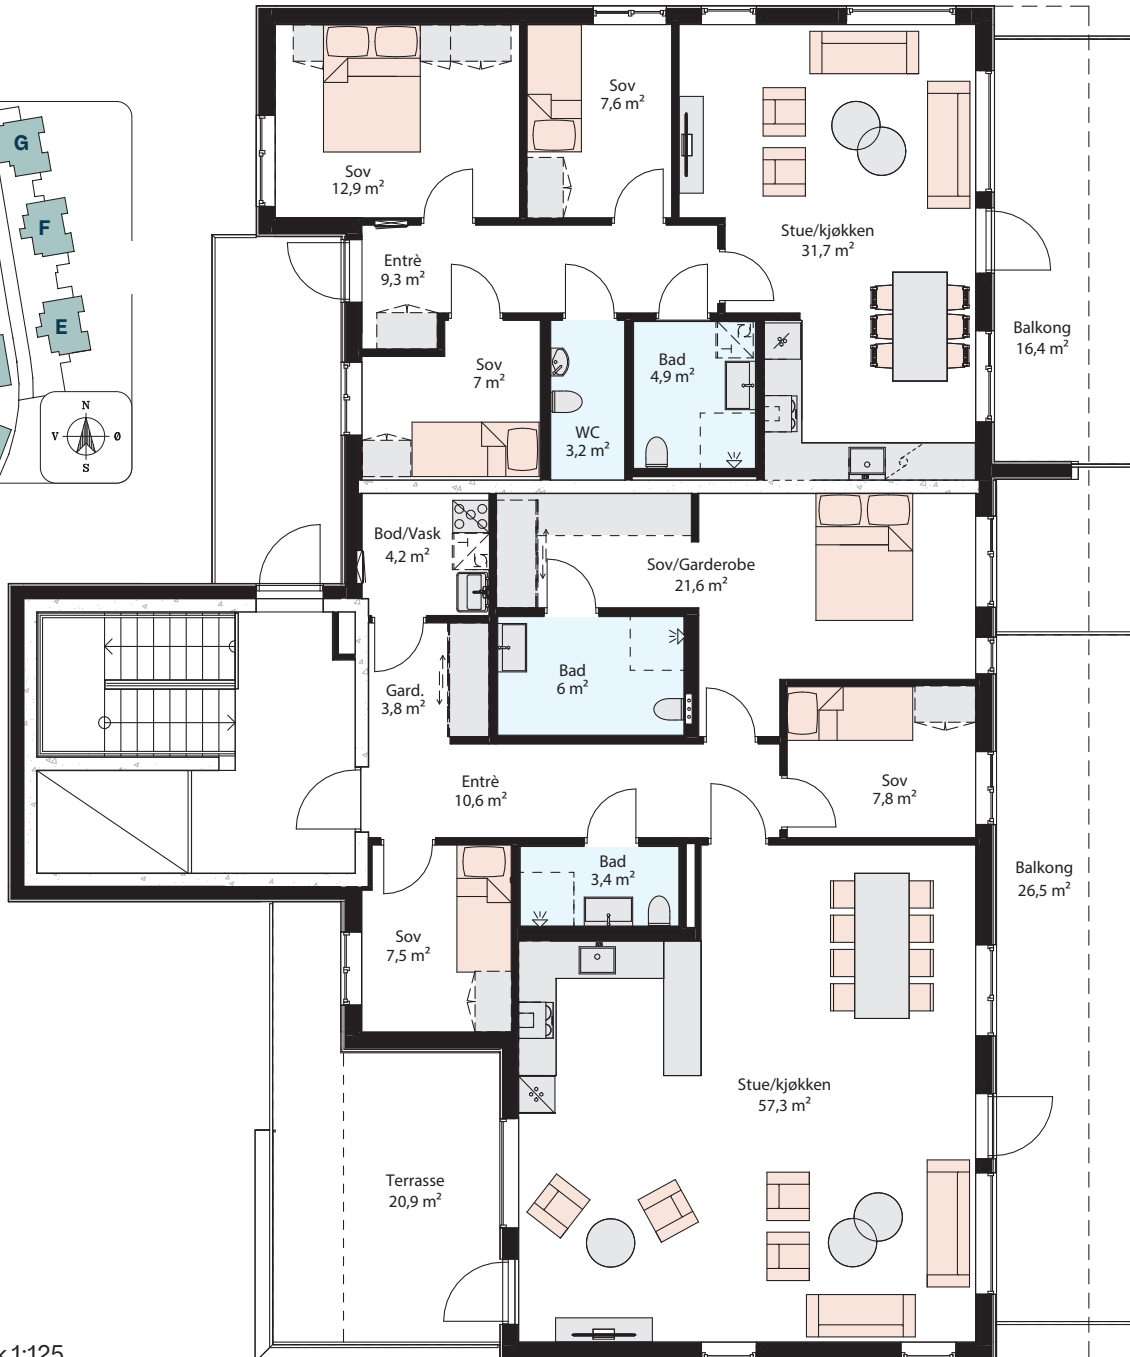 G
F
E
N
V
Ø
S
Sov
12,9 m²
Sov
7,6 m²
Stue/kjøkken
31,7 m²
Entrè
9,3 m²
Sov
7 m²
WC
3,2 m²
Bad
4,9 m²
Balkong
16,4 m²
Bod/Vask
4,2 m²
Sov/Garderobe
21,6 m²
Gard.
3,8 m²
Bad
6 m²
Entrè
10,6 m²
Sov
7,8 m²
Bad
3,4 m²
Sov
7,5 m²
Balkong
26,5 m²
Stue/kjøkken
57,3 m²
Terrasse
20,9 m²
1:125